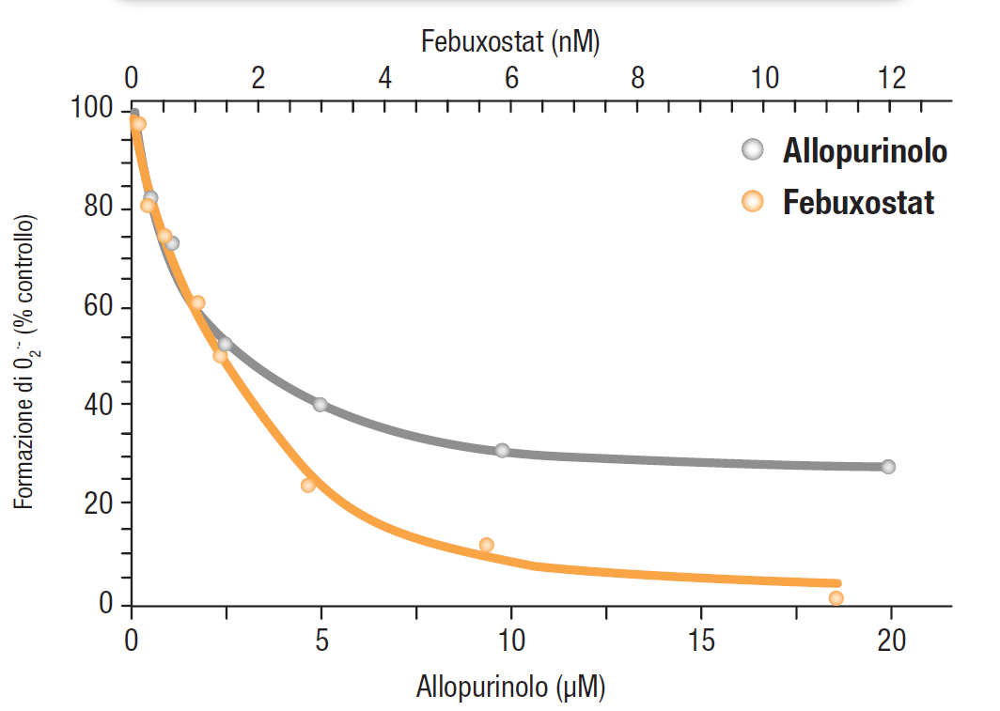 Febuxostat (nM)
0 2 4 6 8 10 12
100
80
60
40
20
0
Formazione di O₂˙⁻ (% controllo)
Allopurinolo
Febuxostat
0 5 10 15 20
Allopurinolo (µM)